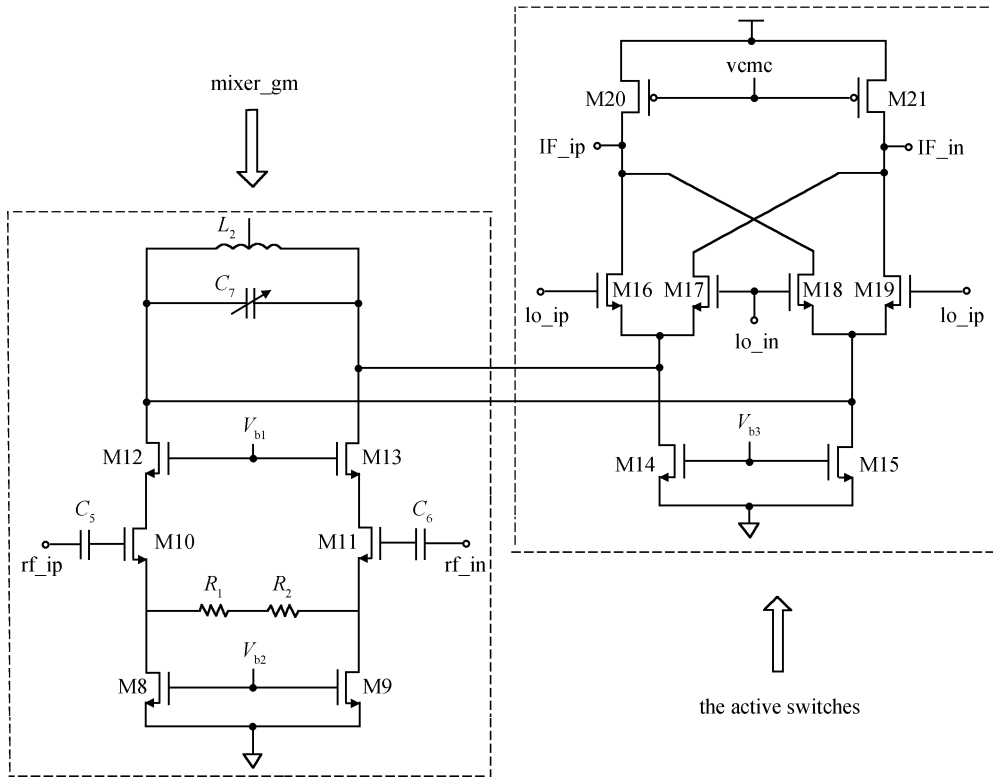 mixer_gm
L2
C7
Vb1
M12
M13
C5
C6
M10
M11
rf_ip
rf_in
R1
R2
Vb2
M8
M9
vcmc
M20
M21
IF_ip
IF_in
M16
M17
M18
M19
lo_ip
lo_in
lo_ip
Vb3
M14
M15
the active switches